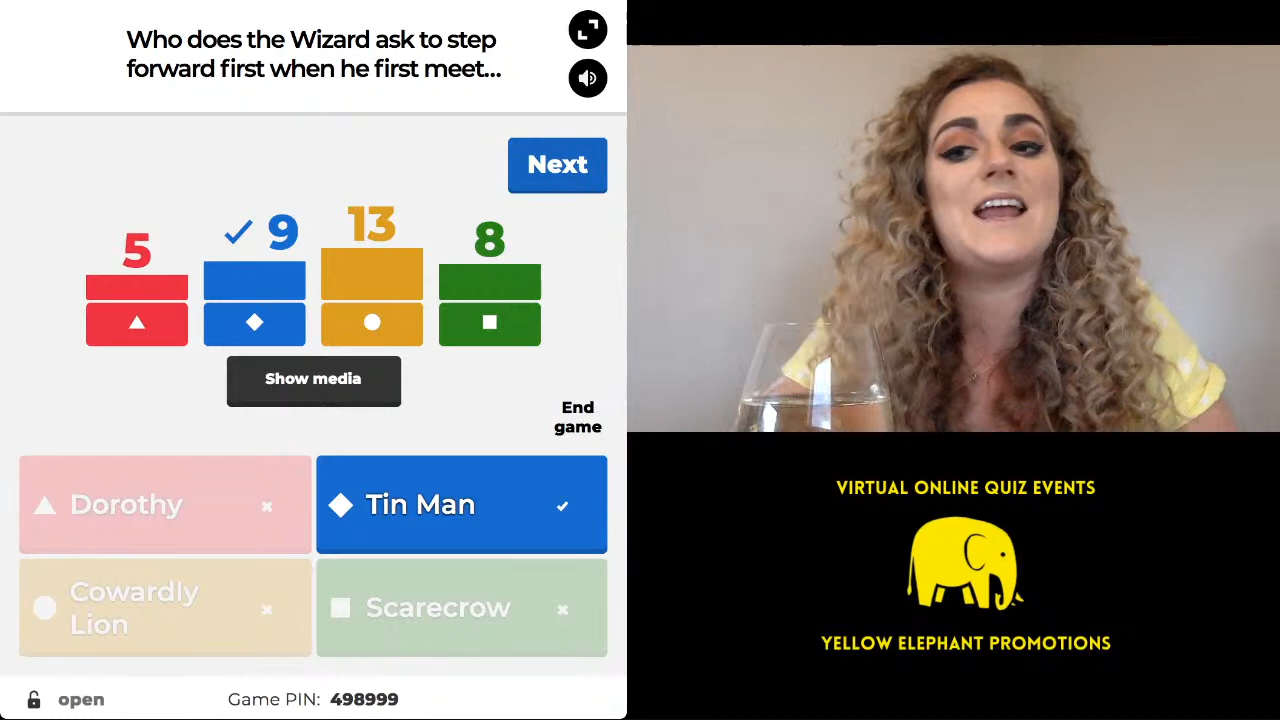 Who does the Wizard ask to step
forward first when he first meet...
Next
5
9
13
8
Show media
End
game
Dorothy
Tin Man
Cowardly
Lion
Scarecrow
open
Game PIN: 498999
VIRTUAL ONLINE QUIZ EVENTS
YELLOW ELEPHANT PROMOTIONS